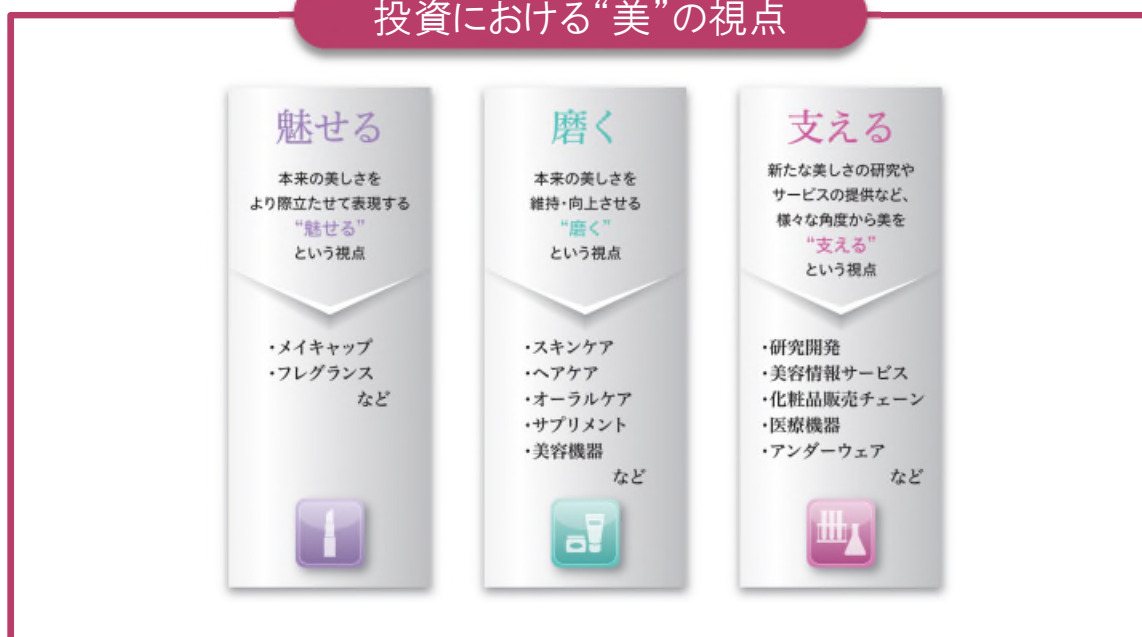 投資における“美”の視点
魅せる
本来の美しさを
より際立たせて表現する
“魅せる”
という視点
・メイキャップ
・フレグランス
など
磨く
本来の美しさを
維持・向上させる
“磨く”
という視点
・スキンケア
・ヘアケア
・オーラルケア
・サプリメント
・美容機器
など
支える
新たな美しさの研究や
サービスの提供など、
様々な角度から美を
“支える”
という視点
・研究開発
・美容情報サービス
・化粧品販売チェーン
・医療機器
・アンダーウェア
など